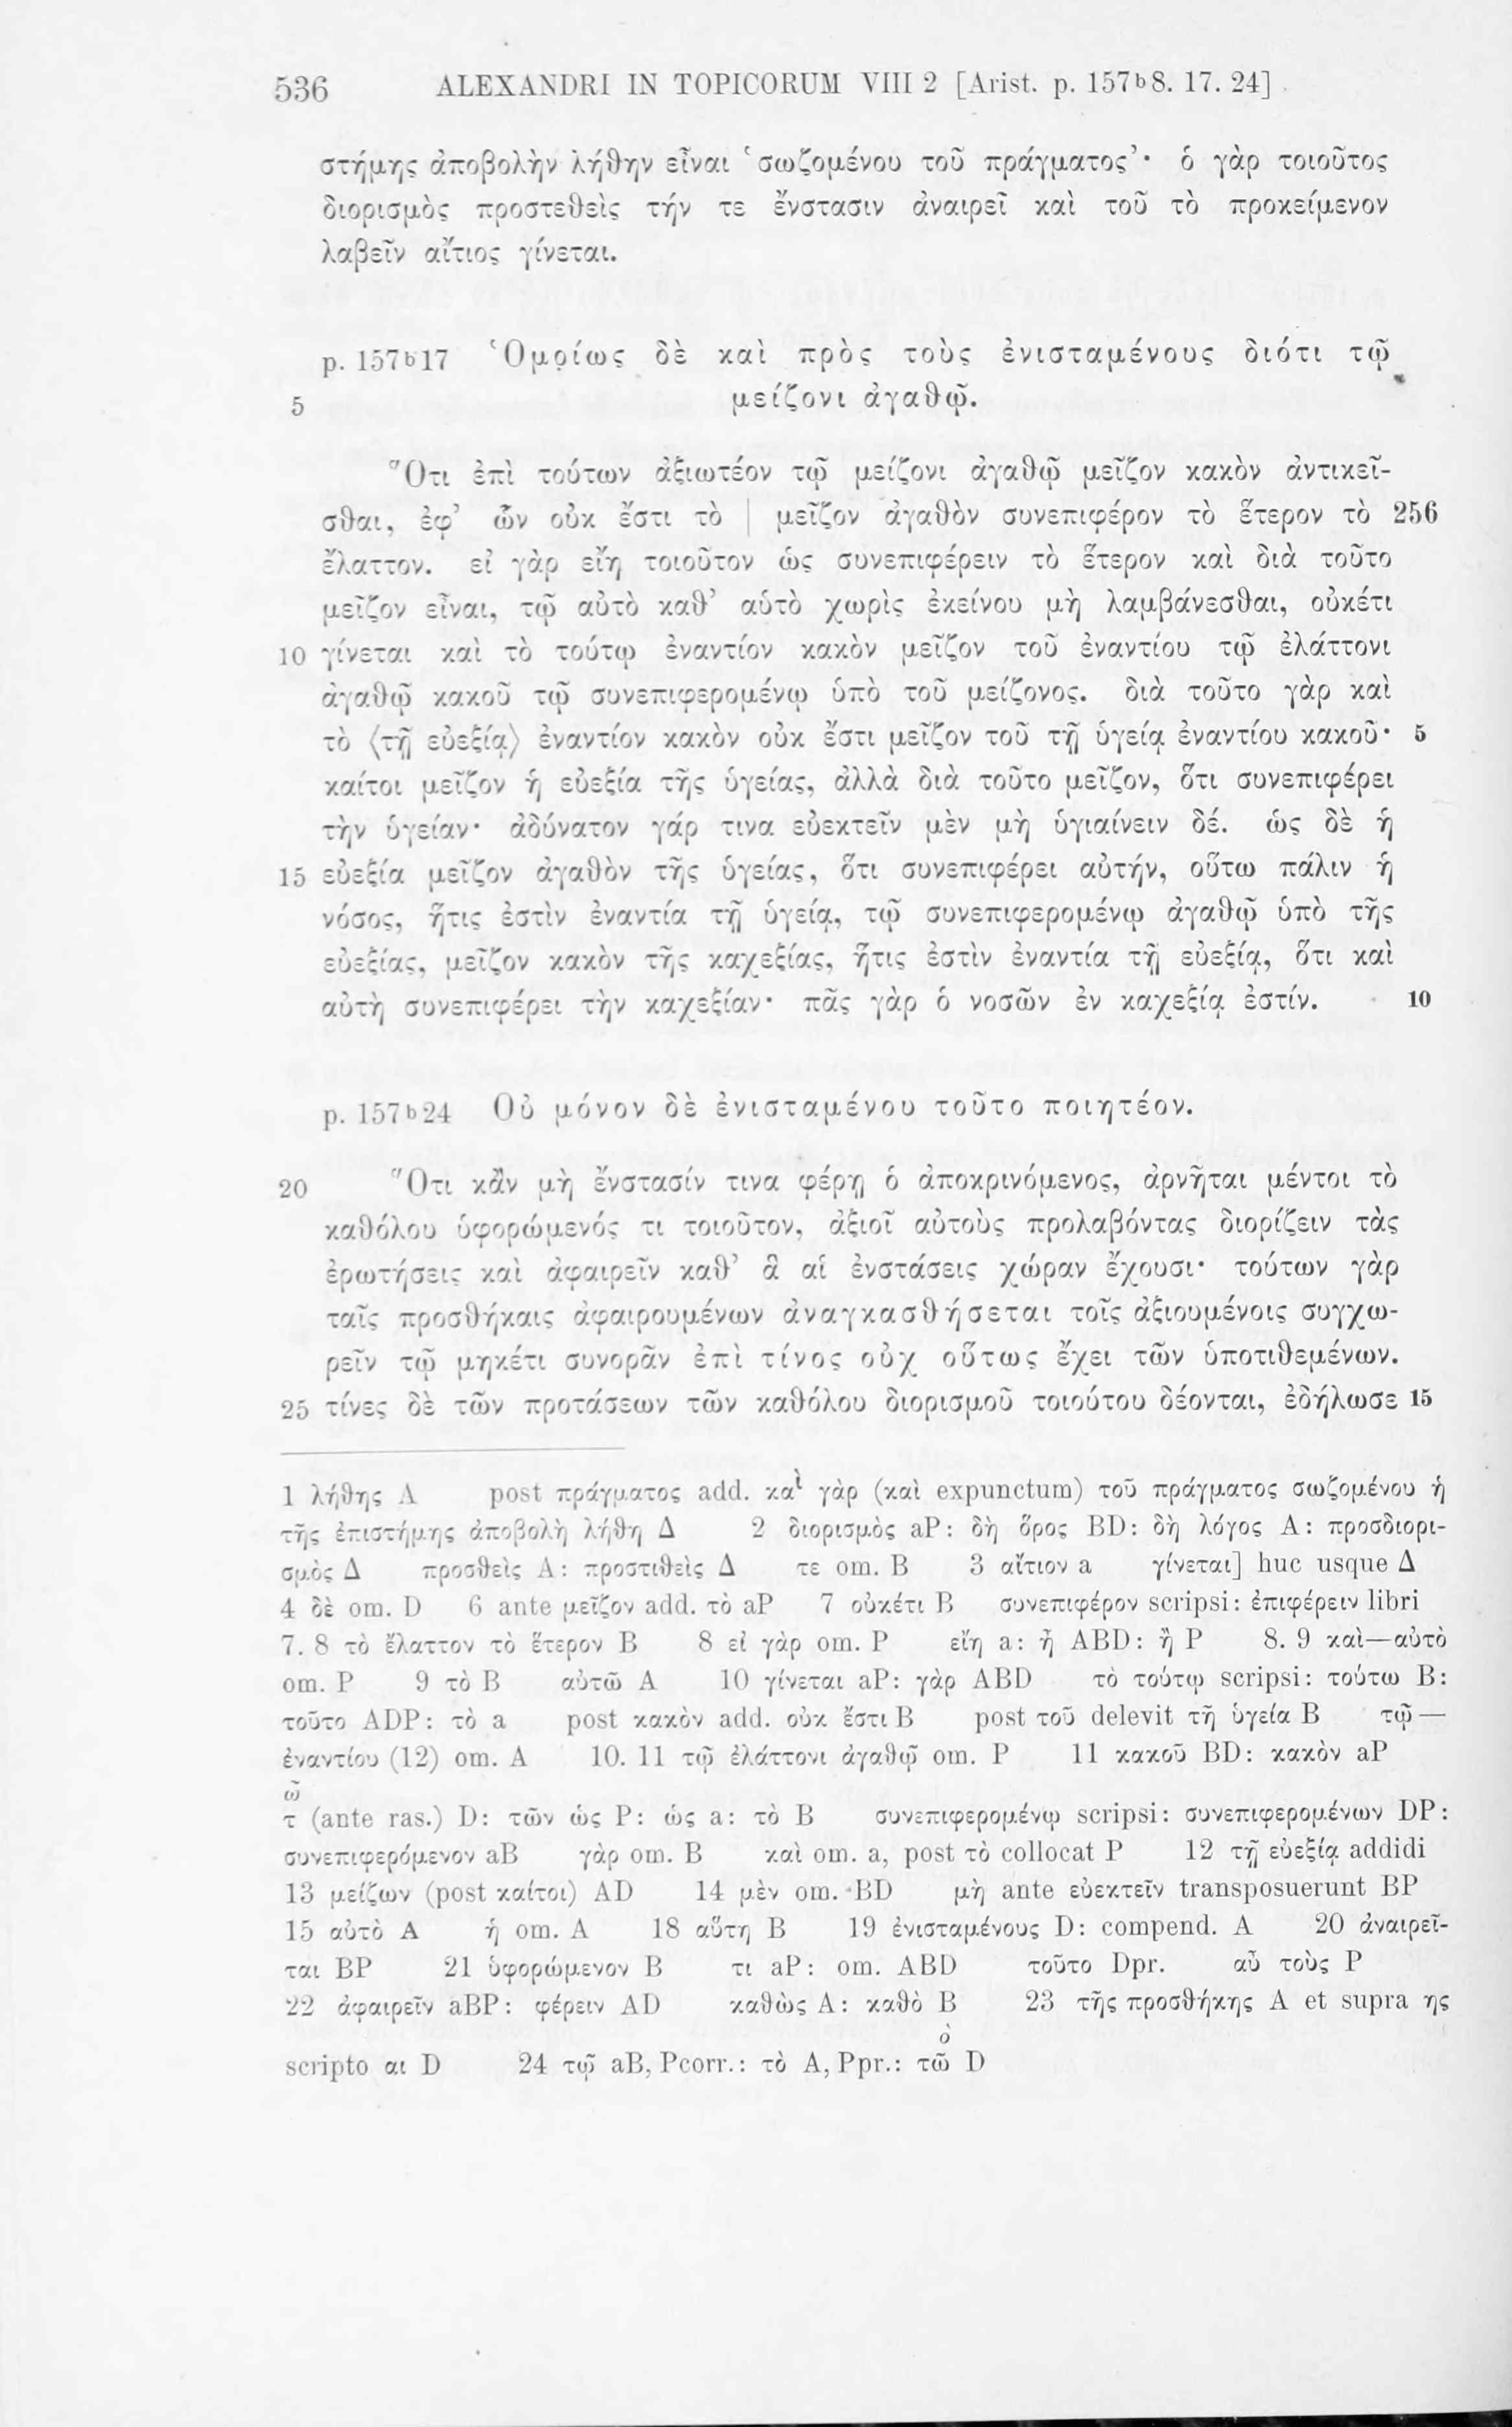 536 ALEXANDRI IN TOPICORUM VIII 2 [Arist. p. 157b8. 17. 24]
στήμης ἀποβολὴν λήθην εἶναι ‘σωζομένου τοῦ πράγματος’· ὁ γὰρ τοιοῦτος
διορισμὸς προστεθεὶς τήν τε ἔνστασιν ἀναιρεῖ καὶ τοῦ τὸ προκείμενον
λαβεῖν αἴτιος γίνεται.
p. 157b17 Ὁμοίως δὲ καὶ πρὸς τοὺς ἐνισταμένους διότι τῷ
5 μείζονι ἀγαθῷ.
Ὅτι ἐπὶ τούτων ἀξιωτέον τῷ μείζονι ἀγαθῷ μεῖζον κακὸν ἀντικεῖ-
σθαι, ἐφ’ ὧν οὐκ ἔστι τὸ | μεῖζον ἀγαθὸν συνεπιφέρον τὸ ἕτερον τὸ 256
ἔλαττον. εἰ γὰρ εἴη τοιοῦτον ὡς συνεπιφέρειν τὸ ἕτερον καὶ διὰ τοῦτο
μεῖζον εἶναι, τῷ αὐτὸ καθ’ αὑτὸ χωρὶς ἐκείνου μὴ λαμβάνεσθαι, οὐκέτι
10 γίνεται καὶ τὸ τούτῳ ἐναντίον κακὸν μεῖζον τοῦ ἐναντίου τῷ ἐλάττονι
ἀγαθῷ κακοῦ τῷ συνεπιφερομένῳ ὑπὸ τοῦ μείζονος. διὰ τοῦτο γὰρ καὶ
τὸ ⟨τῇ εὐεξίᾳ⟩ ἐναντίον κακὸν οὐκ ἔστι μεῖζον τοῦ τῇ ὑγείᾳ ἐναντίου κακοῦ· 5
καίτοι μεῖζον ἡ εὐεξία τῆς ὑγείας, ἀλλὰ διὰ τοῦτο μεῖζον, ὅτι συνεπιφέρει
τὴν ὑγείαν· ἀδύνατον γάρ τινα εὐεκτεῖν μὲν μὴ ὑγιαίνειν δέ. ὡς δὲ ἡ
15 εὐεξία μεῖζον ἀγαθὸν τῆς ὑγείας, ὅτι συνεπιφέρει αὐτήν, οὕτω πάλιν ἡ
νόσος, ἥτις ἐστὶν ἐναντία τῇ ὑγείᾳ, τῷ συνεπιφερομένῳ ἀγαθῷ ὑπὸ τῆς
εὐεξίας, μεῖζον κακὸν τῆς καχεξίας, ἥτις ἐστὶν ἐναντία τῇ εὐεξίᾳ, ὅτι καὶ
αὐτὴ συνεπιφέρει τὴν καχεξίαν· πᾶς γὰρ ὁ νοσῶν ἐν καχεξίᾳ ἐστίν. 10
p. 157b24 Οὐ μόνον δὲ ἐνισταμένου τοῦτο ποιητέον.
20 Ὅτι κἂν μὴ ἔνστασίν τινα φέρῃ ὁ ἀποκρινόμενος, ἀρνῆται μέντοι τὸ
καθόλου ὑφορώμενός τι τοιοῦτον, ἀξιοῖ αὐτοὺς προλαβόντας διορίζειν τὰς
ἐρωτήσεις καὶ ἀφαιρεῖν καθ’ ἃ αἱ ἐνστάσεις χώραν ἔχουσι· τούτων γὰρ
ταῖς προσθήκαις ἀφαιρουμένων ἀναγκασθήσεται τοῖς ἀξιουμένοις συγχω-
ρεῖν τῷ μηκέτι συνορᾶν ἐπὶ τίνος οὐχ οὕτως ἔχει τῶν ὑποτιθεμένων.
25 τίνες δὲ τῶν προτάσεων τῶν καθόλου διορισμοῦ τοιούτου δέονται, ἐδήλωσε 15
1 λήθης A post πράγματος add. καὶ γὰρ (καὶ expunctum) τοῦ πράγματος σωζομένου ἡ
τῆς ἐπιστήμης ἀποβολὴ λήθη Δ 2 διορισμὸς aP: δὴ ὅρος BD: δὴ λόγος A: προσδιορι-
σμὸς Δ προσθεὶς A: προστιθεὶς Δ τε om. B 3 αἴτιον a γίνεται] huc usque Δ
4 δὲ om. D 6 ante μεῖζον add. τὸ aP 7 οὐκέτι B συνεπιφέρον scripsi: ἐπιφέρειν libri
7. 8 τὸ ἔλαττον τὸ ἕτερον B 8 εἰ γὰρ om. P εἴη a: ἦ ABD: ἢ P 8. 9 καὶ—αὐτὸ
om. P 9 τὸ B αὐτῶ A 10 γίνεται aP: γὰρ ABD τὸ τούτῳ scripsi: τούτω B:
τοῦτο ADP: τὸ a post κακὸν add. οὐκ ἔστι B post τοῦ delevit τῆ ὑγεία B τῷ—
ἐναντίου (12) om. A 10. 11 τῷ ἐλάττονι ἀγαθῷ om. P 11 κακοῦ BD: κακὸν aP
τῶ (ante ras.) D: τῶν ὡς P: ὡς a: τὸ B συνεπιφερομένῳ scripsi: συνεπιφερομένων DP:
συνεπιφερόμενον aB γὰρ om. B καὶ om. a, post τὸ collocat P 12 τῇ εὐεξίᾳ addidi
13 μείζων (post καίτοι) AD 14 μὲν om. BD μὴ ante εὐεκτεῖν transposuerunt BP
15 αὐτὸ A ἡ om. A 18 αὕτη B 19 ἐνισταμένους D: compend. A 20 ἀναιρεῖ-
ται BP 21 ὑφορώμενον B τι aP: om. ABD τοῦτο Dpr. αὖ τοὺς P
22 ἀφαιρεῖν aBP: φέρειν AD καθὼς A: καθὸ B 23 τῆς προσθήκης A et supra ης
scripto αι D 24 τῷ aB, Pcorr.: τὸ A, Ppr.: τῶ ὸ D